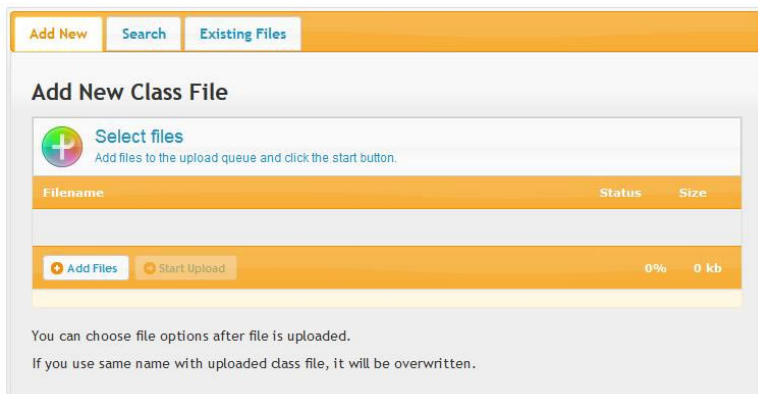 Add New Search Existing Files
Add New Class File
Select files
Add files to the upload queue and click the start button.
Filename Status Size
Add Files Start Upload 0% 0 kb
You can choose file options after file is uploaded.
If you use same name with uploaded class file, it will be overwritten.